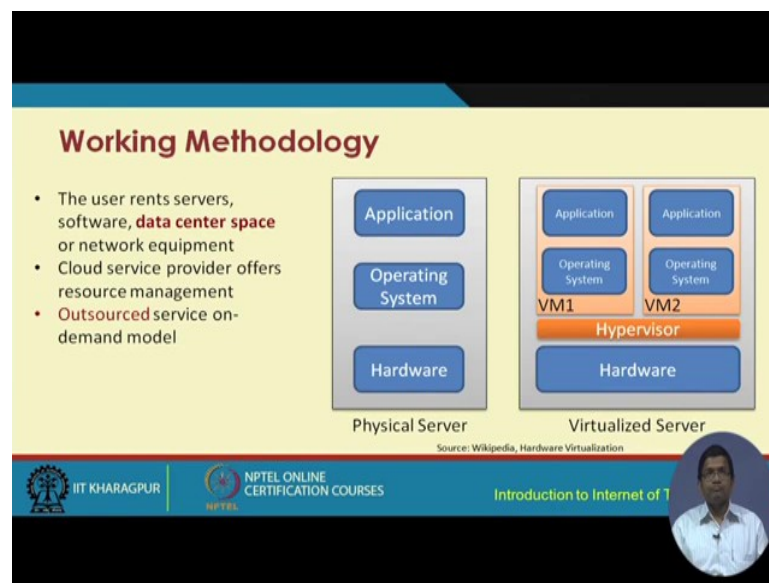 Working Methodology
• The user rents servers,
software, data center space
or network equipment
• Cloud service provider offers
resource management
• Outsourced service on-
demand model
Application
Operating
System
Hardware
Physical Server
Application
Operating
System
VM1
Application
Operating
System
VM2
Hypervisor
Hardware
Virtualized Server
Source: Wikipedia, Hardware Virtualization
IIT KHARAGPUR
NPTEL
NPTEL ONLINE
CERTIFICATION COURSES
Introduction to Internet of T